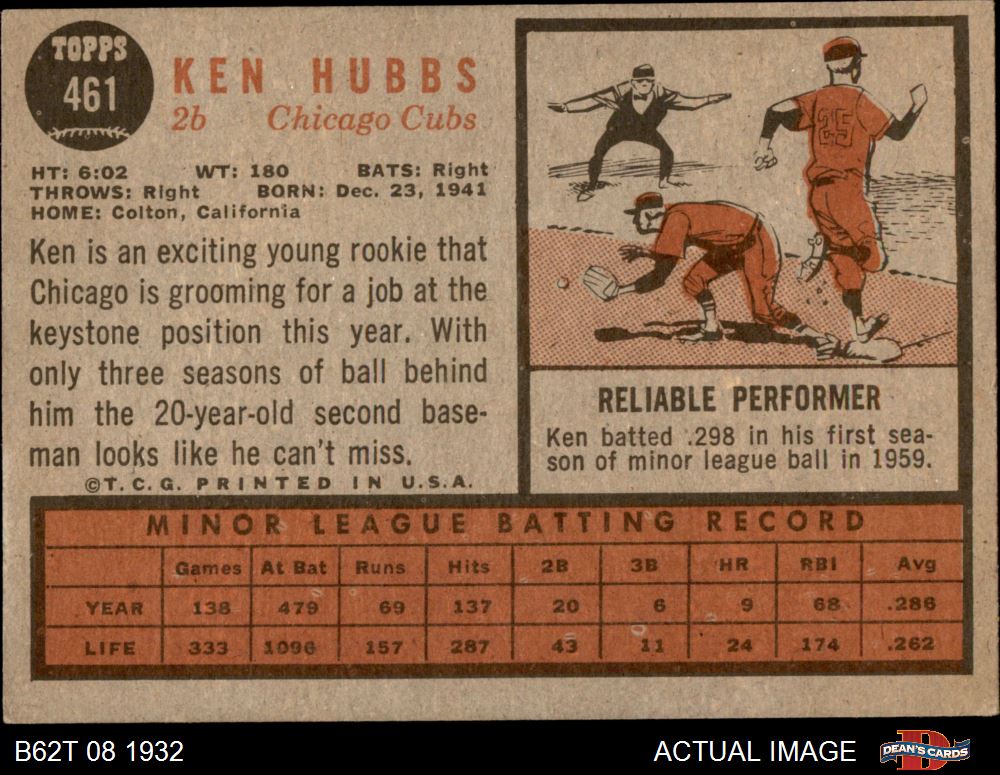 TOPPS
461
KEN HUBBS
2b Chicago Cubs
HT: 6:02 WT: 180 BATS: Right
THROWS: Right BORN: Dec. 23, 1941
HOME: Colton, California
Ken is an exciting young rookie that
Chicago is grooming for a job at the
keystone position this year. With
only three seasons of ball behind
him the 20-year-old second base-
man looks like he can't miss.
©T. C. G. PRINTED IN U.S.A.
25
RELIABLE PERFORMER
Ken batted .298 in his first sea-
son of minor league ball in 1959.
MINOR LEAGUE BATTING RECORD
Games At Bat Runs Hits 2B 3B HR RBI Avg
YEAR 138 479 69 137 20 6 9 68 .286
LIFE 333 1096 157 287 43 11 24 174 .262
B62T 08 1932
ACTUAL IMAGE
DEAN'S CARDS